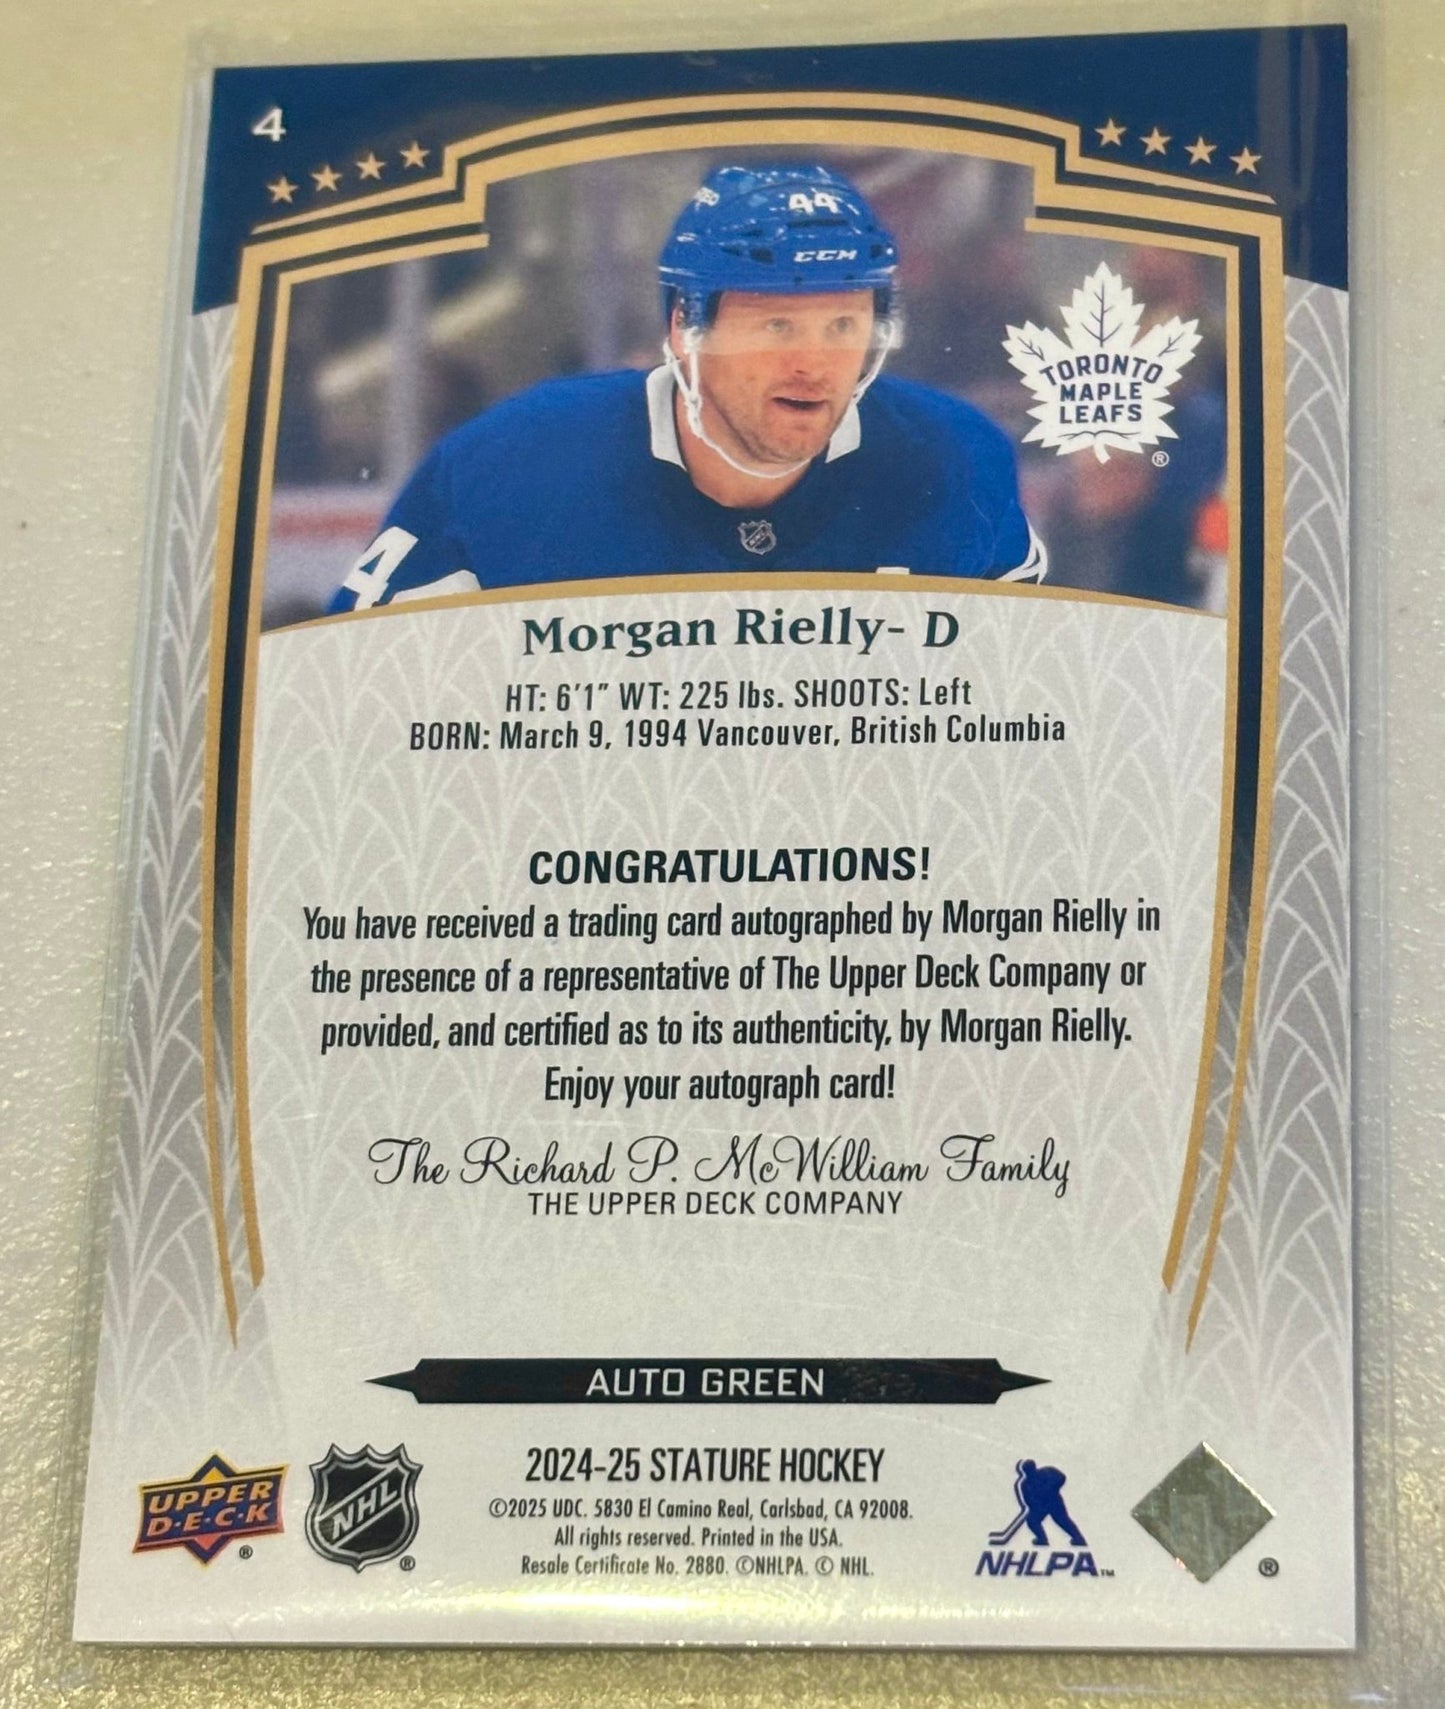 4
44
CCM
TORONTO
MAPLE
LEAFS
®
NHL
4
Morgan Rielly- D
HT: 6'1" WT: 225 lbs. SHOOTS: Left
BORN: March 9, 1994 Vancouver, British Columbia
CONGRATULATIONS!
You have received a trading card autographed by Morgan Rielly in
the presence of a representative of The Upper Deck Company or
provided, and certified as to its authenticity, by Morgan Rielly.
Enjoy your autograph card!
The Richard P. McWilliam Family
THE UPPER DECK COMPANY
AUTO GREEN
UPPER
D·E·C·K
®
NHL
®
2024-25 STATURE HOCKEY
©2025 UDC. 5830 El Camino Real, Carlsbad, CA 92008.
All rights reserved. Printed in the USA.
Resale Certificate No. 2880. ©NHLPA. © NHL.
NHLPA™
®